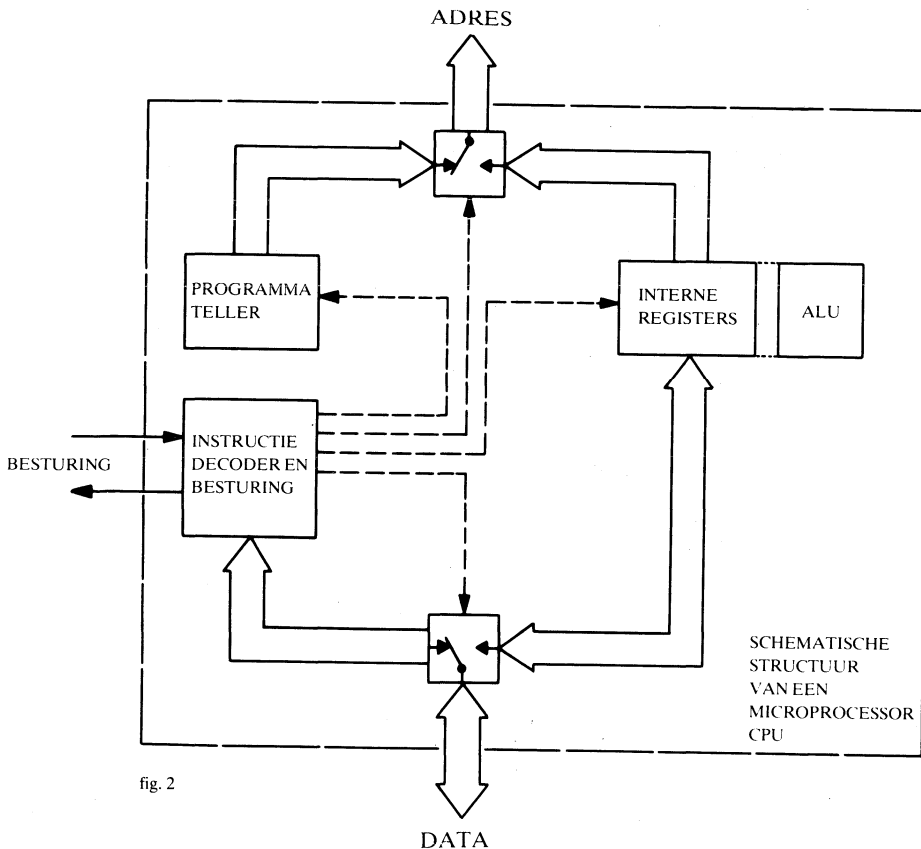 ADRES
PROGRAMMA
TELLER
INTERNE
REGISTERS
ALU
BESTURING
INSTRUCTIE
DECODER EN
BESTURING
SCHEMATISCHE
STRUCTUUR
VAN EEN
MICROPROCESSOR
CPU
fig. 2
DATA